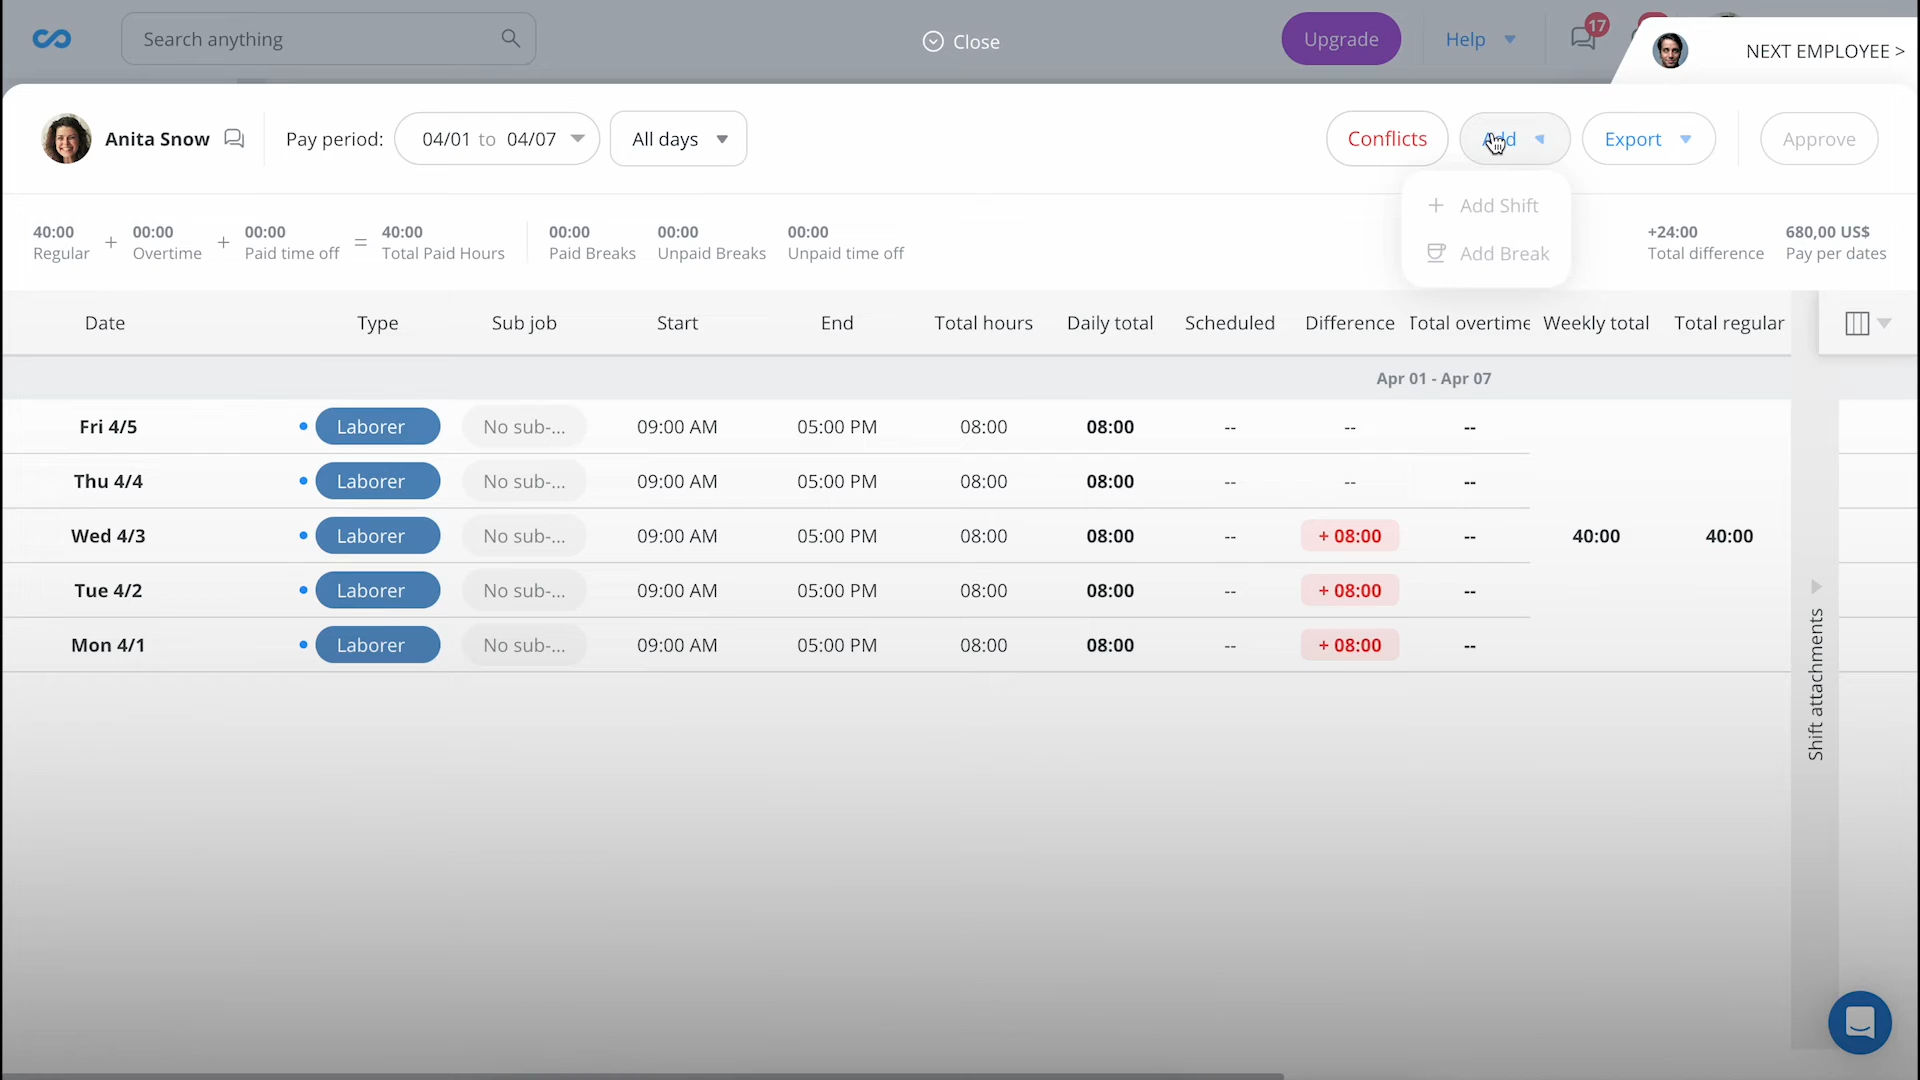 Search anything
Close
Upgrade
Help
17
NEXT EMPLOYEE >
Anita Snow
Pay period:
04/01 to 04/07
All days
Conflicts
Add
Export
Approve
Add Shift
Add Break
40:00 + 00:00 + 00:00 = 40:00 00:00 00:00 00:00 +24:00 680,00 US$
Regular Overtime Paid time off Total Paid Hours Paid Breaks Unpaid Breaks Unpaid time off Total difference Pay per dates
Date Type Sub job Start End Total hours Daily total Scheduled Difference Total overtime Weekly total Total regular
Apr 01 - Apr 07
Fri 4/5 Laborer No sub-... 09:00 AM 05:00 PM 08:00 08:00 -- -- --
Thu 4/4 Laborer No sub-... 09:00 AM 05:00 PM 08:00 08:00 -- -- --
Wed 4/3 Laborer No sub-... 09:00 AM 05:00 PM 08:00 08:00 -- + 08:00 -- 40:00 40:00
Tue 4/2 Laborer No sub-... 09:00 AM 05:00 PM 08:00 08:00 -- + 08:00 --
Mon 4/1 Laborer No sub-... 09:00 AM 05:00 PM 08:00 08:00 -- + 08:00 --
Shift attachments